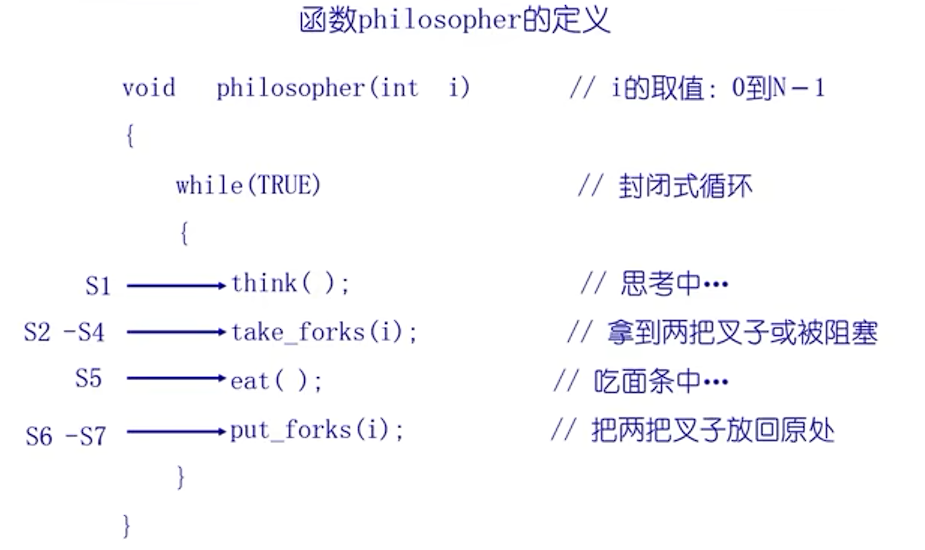 函数philosopher的定义
void philosopher(int i) // i的取值: 0到N-1
{
while(TRUE) // 封闭式循环
{
S1 think( ); // 思考中…
S2 -S4 take_forks(i); // 拿到两把叉子或被阻塞
S5 eat( ); // 吃面条中…
S6 -S7 put_forks(i); // 把两把叉子放回原处
}
}